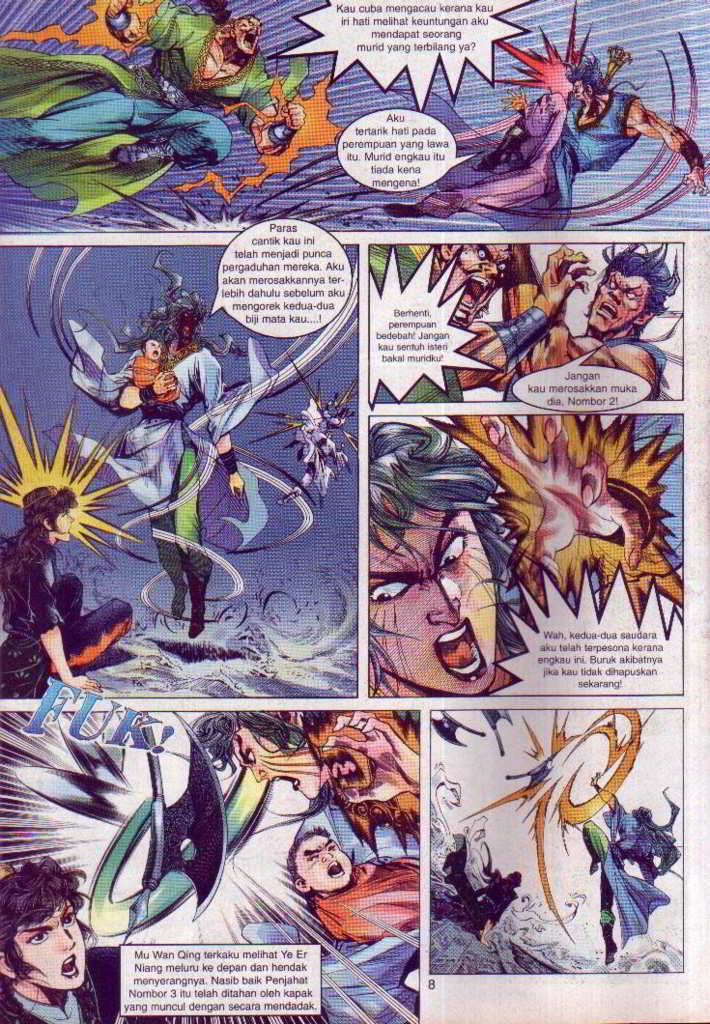 Kau cuba mengacau kerana kau
iri hati melihat keuntungan aku
mendapat seorang
murid yang terbilang ya?
Aku
tertarik hati pada
perempuan yang lawa
itu. Murid engkau itu
tiada kena
mengena!
Paras
cantik kau ini
telah menjadi punca
pergaduhan mereka. Aku
akan merosakkannya ter-
lebih dahulu sebelum aku
mengorek kedua-dua
biji mata kau....!
Berhenti,
perempuan
bedebah! Jangan
kau sentuh isteri
bakal muridku!
Jangan
kau merosakkan muka
dia, Nombor 2!
Wah, kedua-dua saudara
aku telah terpesona kerana
engkau ini. Buruk akibatnya
jika kau tidak dihapuskan
sekarang!
FUK!
Mu Wan Qing terkaku melihat Ye Er
Niang meluru ke depan dan hendak
menyerangnya. Nasib baik Penjahat
Nombor 3 itu telah ditahan oleh kapak
yang muncul dengan secara mendadak.
8